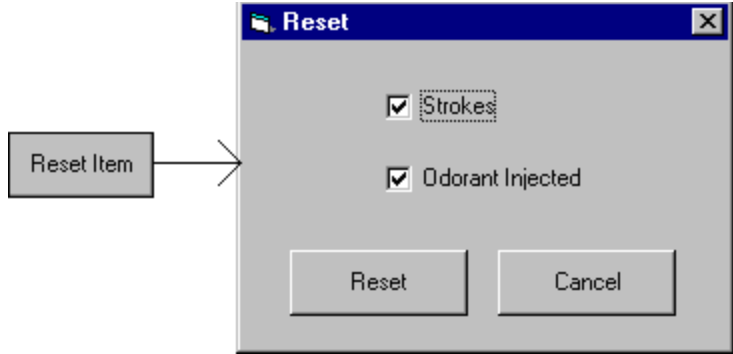 Reset
Strokes
Reset Item
Odorant Injected
Reset
Cancel